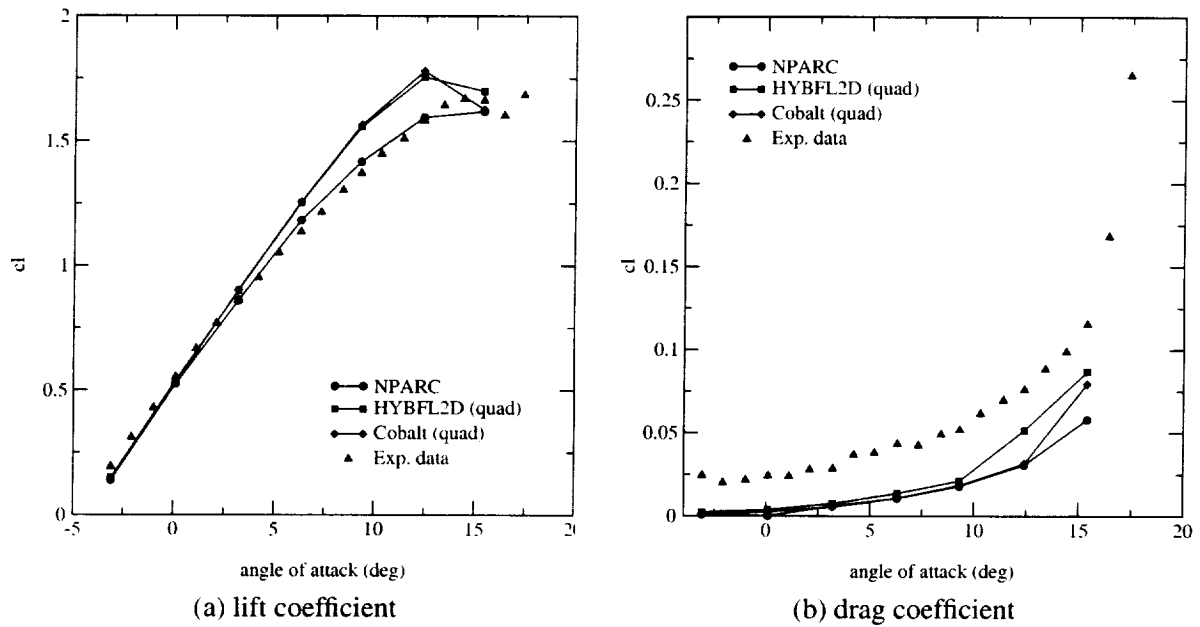 2
1.5
1
0.5
0
-5
0
5
10
15
20
cl
angle of attack (deg)
NPARC
HYBFL2D (quad)
Cobalt (quad)
Exp. data
(a) lift coefficient
0.25
0.2
0.15
0.1
0.05
0
0
5
10
15
20
cl
angle of attack (deg)
NPARC
HYBFL2D (quad)
Cobalt (quad)
Exp. data
(b) drag coefficient